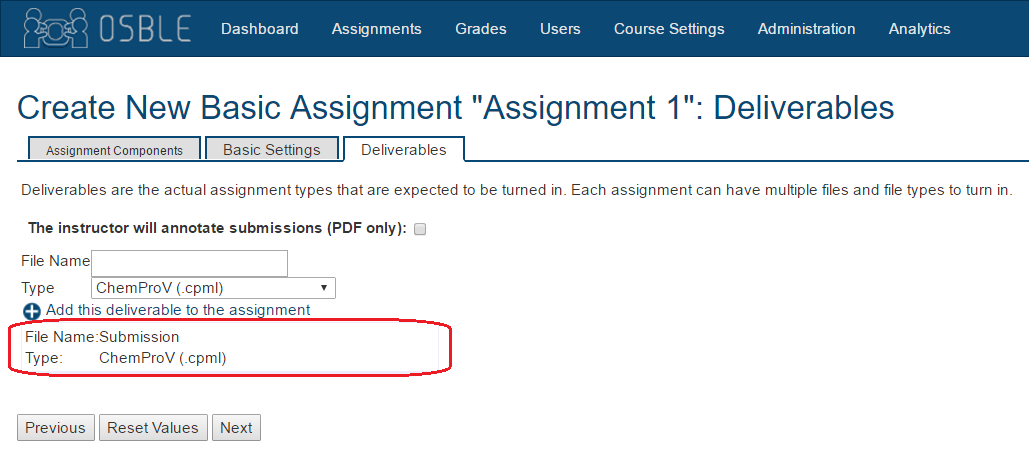 OSBLE Dashboard Assignments Grades Users Course Settings Administration Analytics
Create New Basic Assignment "Assignment 1": Deliverables
Assignment Components Basic Settings Deliverables
Deliverables are the actual assignment types that are expected to be turned in. Each assignment can have multiple files and file types to turn in.
The instructor will annotate submissions (PDF only):
File Name
Type ChemProV (.cpml)
Add this deliverable to the assignment
File Name:Submission
Type: ChemProV (.cpml)
Previous Reset Values Next